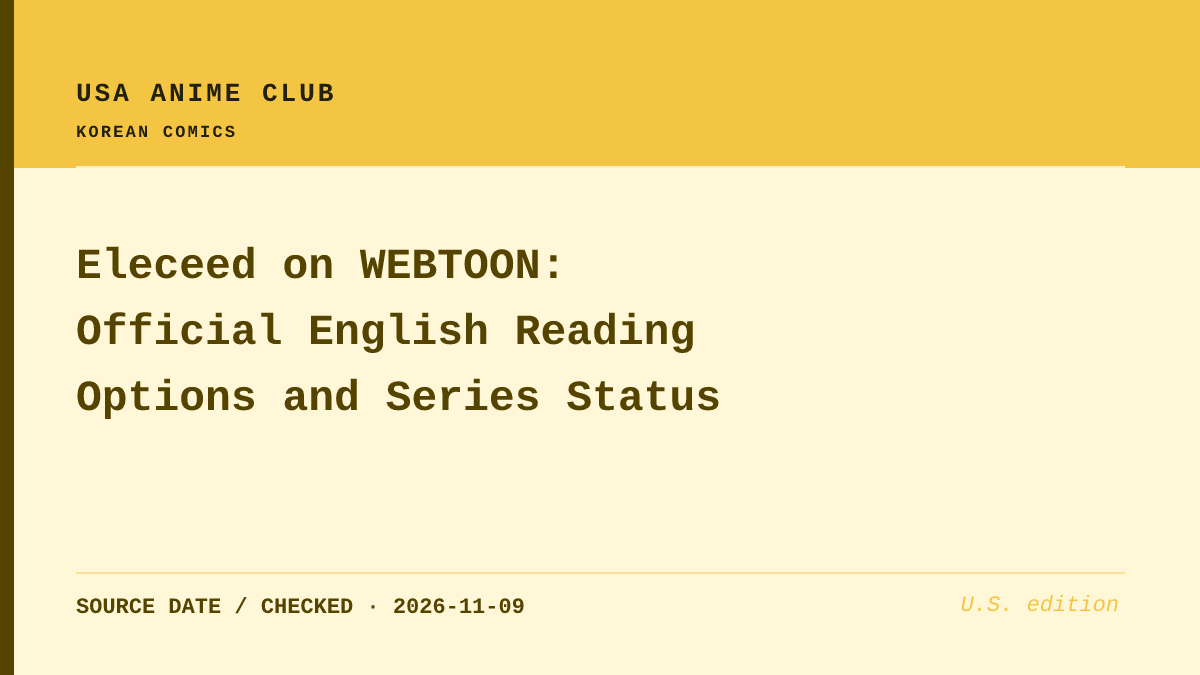 USA ANIME CLUB
KOREAN COMICS
Eleceed on WEBTOON:
Official English Reading
Options and Series Status
SOURCE DATE / CHECKED · 2026-11-09
U.S. edition